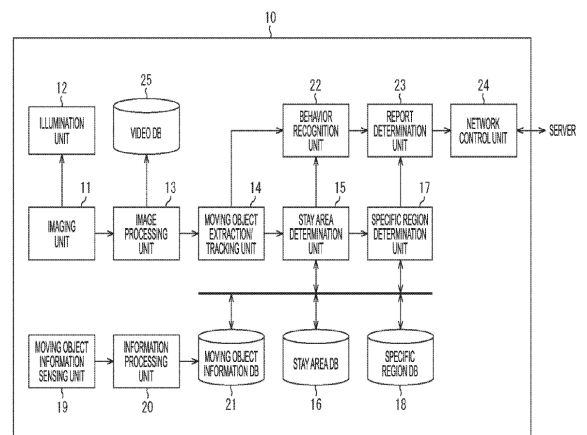 10
12
25
22
23
24
ILLUMINATION
UNIT
VIDEO DB
BEHAVIOR
RECOGNITION
UNIT
REPORT
DETERMINATION
UNIT
NETWORK
CONTROL UNIT
SERVER
11
13
14
15
17
IMAGING
UNIT
IMAGE
PROCESSING
UNIT
MOVING OBJECT
EXTRACTION/
TRACKING UNIT
STAY AREA
DETERMINATION
UNIT
SPECIFIC REGION
DETERMINATION
UNIT
MOVING OBJECT
INFORMATION
SENSING UNIT
INFORMATION
PROCESSING
UNIT
MOVING OBJECT
INFORMATION DB
STAY AREA DB
SPECIFIC
REGION DB
19
20
21
16
18